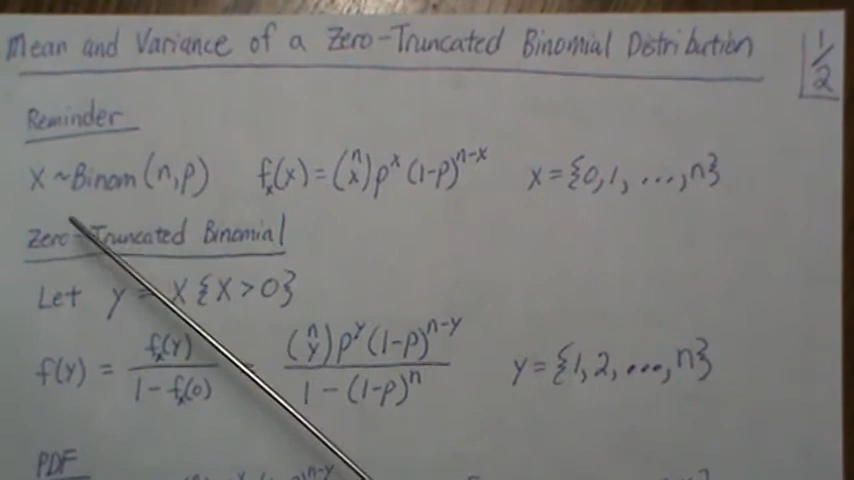 Mean and Variance of a Zero-Truncated Binomial Distribution
1/2
Reminder
X ~ Binom (n, p) fₓ(x) = (n x) pˣ (1-p)ⁿ⁻ˣ x = {0, 1, ..., n}
Zero-Truncated Binomial
Let y = X {X > 0}
f(y) = fₓ(y) / 1 - fₓ(0) = (n y) p^y (1-p)^n-y / 1 - (1-p)^n y = {1, 2, ..., n}
PDF